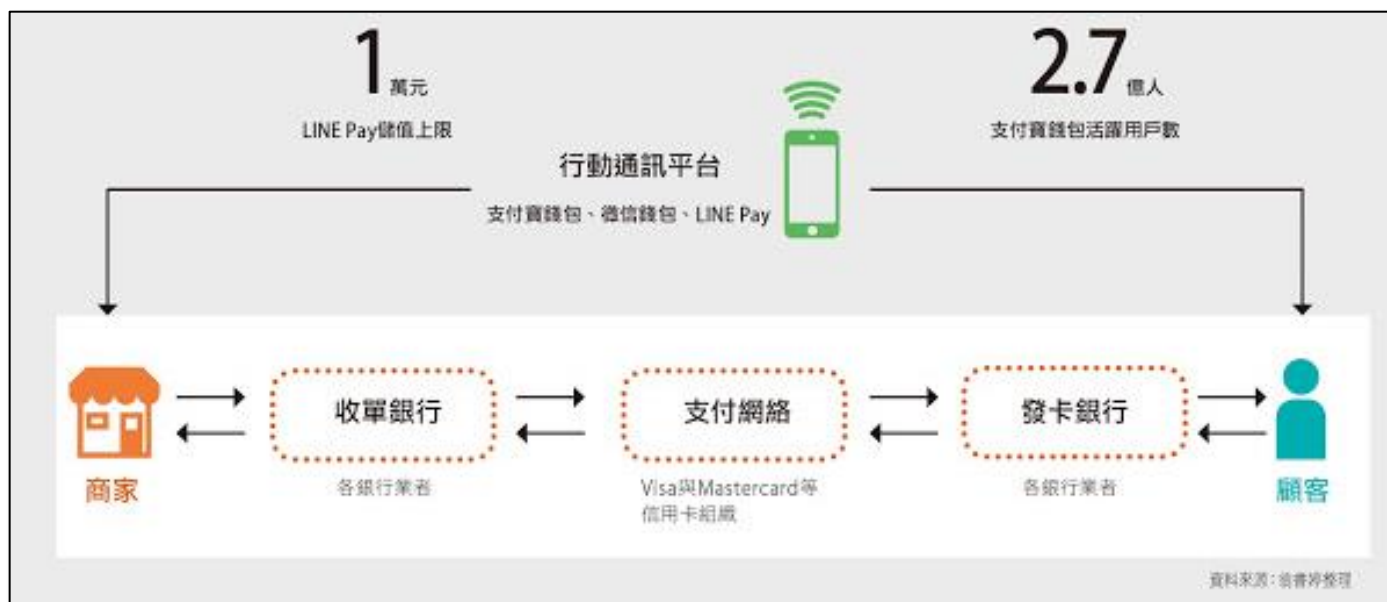 1萬元
LINE Pay儲值上限
2.7億人
支付寶錢包活躍用戶數
行動通訊平台
支付寶錢包、微信錢包、LINE Pay
商家
收單銀行
各銀行業者
支付網絡
Visa與Mastercard等
信用卡組織
發卡銀行
各銀行業者
顧客
資料來源：翁書婷整理